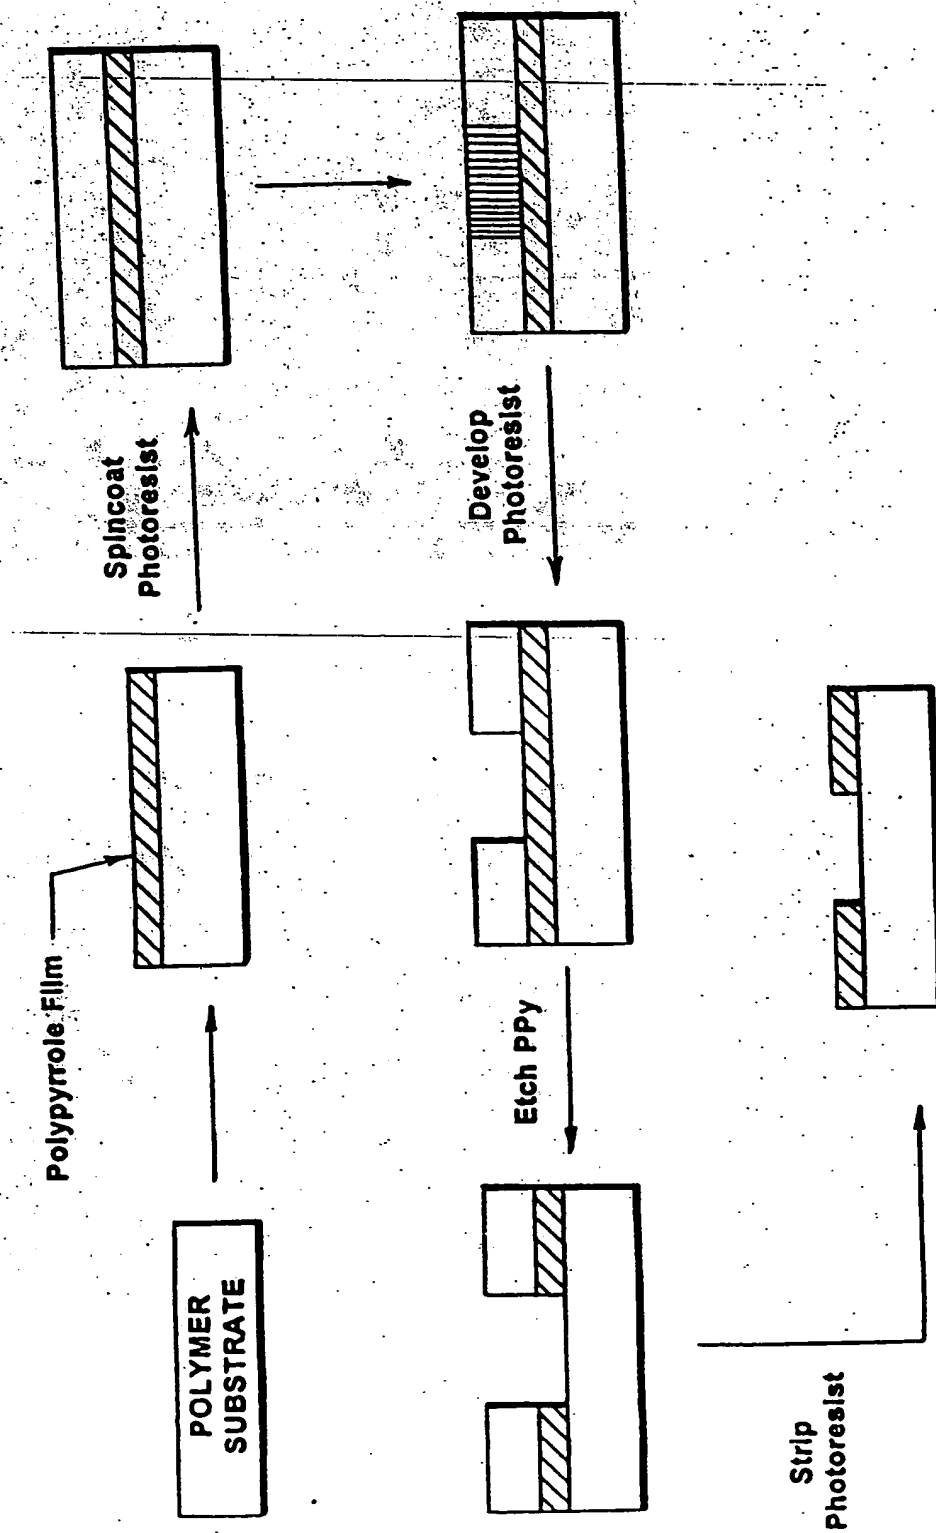 POLYMER
SUBSTRATE
Polypyrrole Film
Spincoat
Photoresist
Develop
Photoresist
Etch PPy
Strip
Photoresist